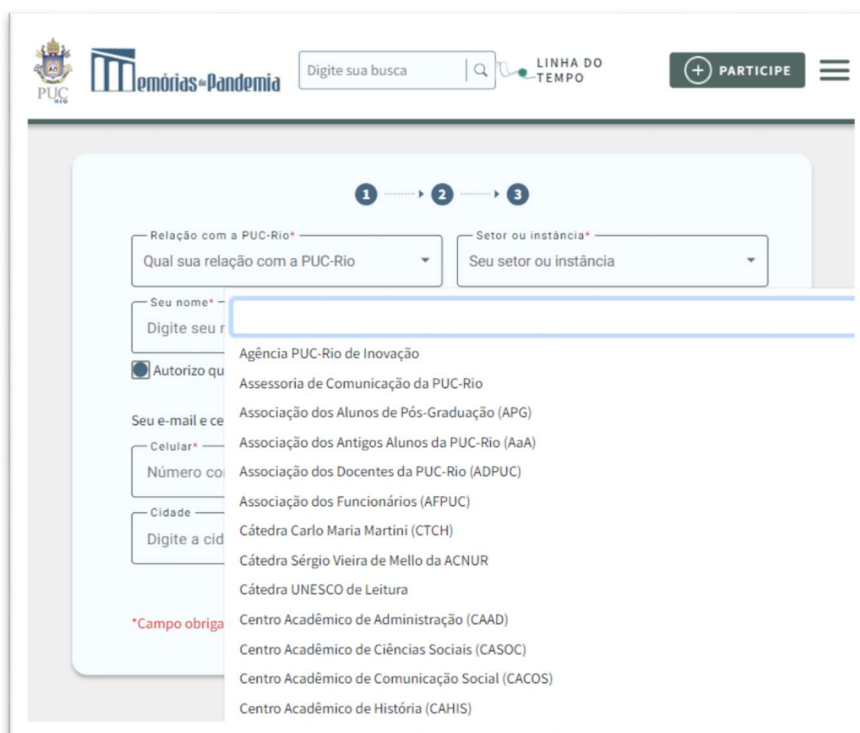 PUC
RIO
Memórias da Pandemia
Digite sua busca
LINHA DO
TEMPO
PARTICIPE
1
2
3
Relação com a PUC-Rio*
Qual sua relação com a PUC-Rio
Setor ou instância*
Seu setor ou instância
Seu nome*
Digite seu
Agência PUC-Rio de Inovação
Autorizo qu
Assessoria de Comunicação da PUC-Rio
Associação dos Alunos de Pós-Graduação (APG)
Seu e-mail e ce
Associação dos Antigos Alunos da PUC-Rio (AaA)
Celular*
Número co
Associação dos Docentes da PUC-Rio (ADPUC)
Associação dos Funcionários (AFPUC)
Cidade
Digite a cid
Cátedra Carlo Maria Martini (CTCH)
Cátedra Sérgio Vieira de Mello da ACNUR
Cátedra UNESCO de Leitura
*Campo obriga
Centro Acadêmico de Administração (CAAD)
Centro Acadêmico de Ciências Sociais (CASOC)
Centro Acadêmico de Comunicação Social (CACOS)
Centro Acadêmico de História (CAHIS)